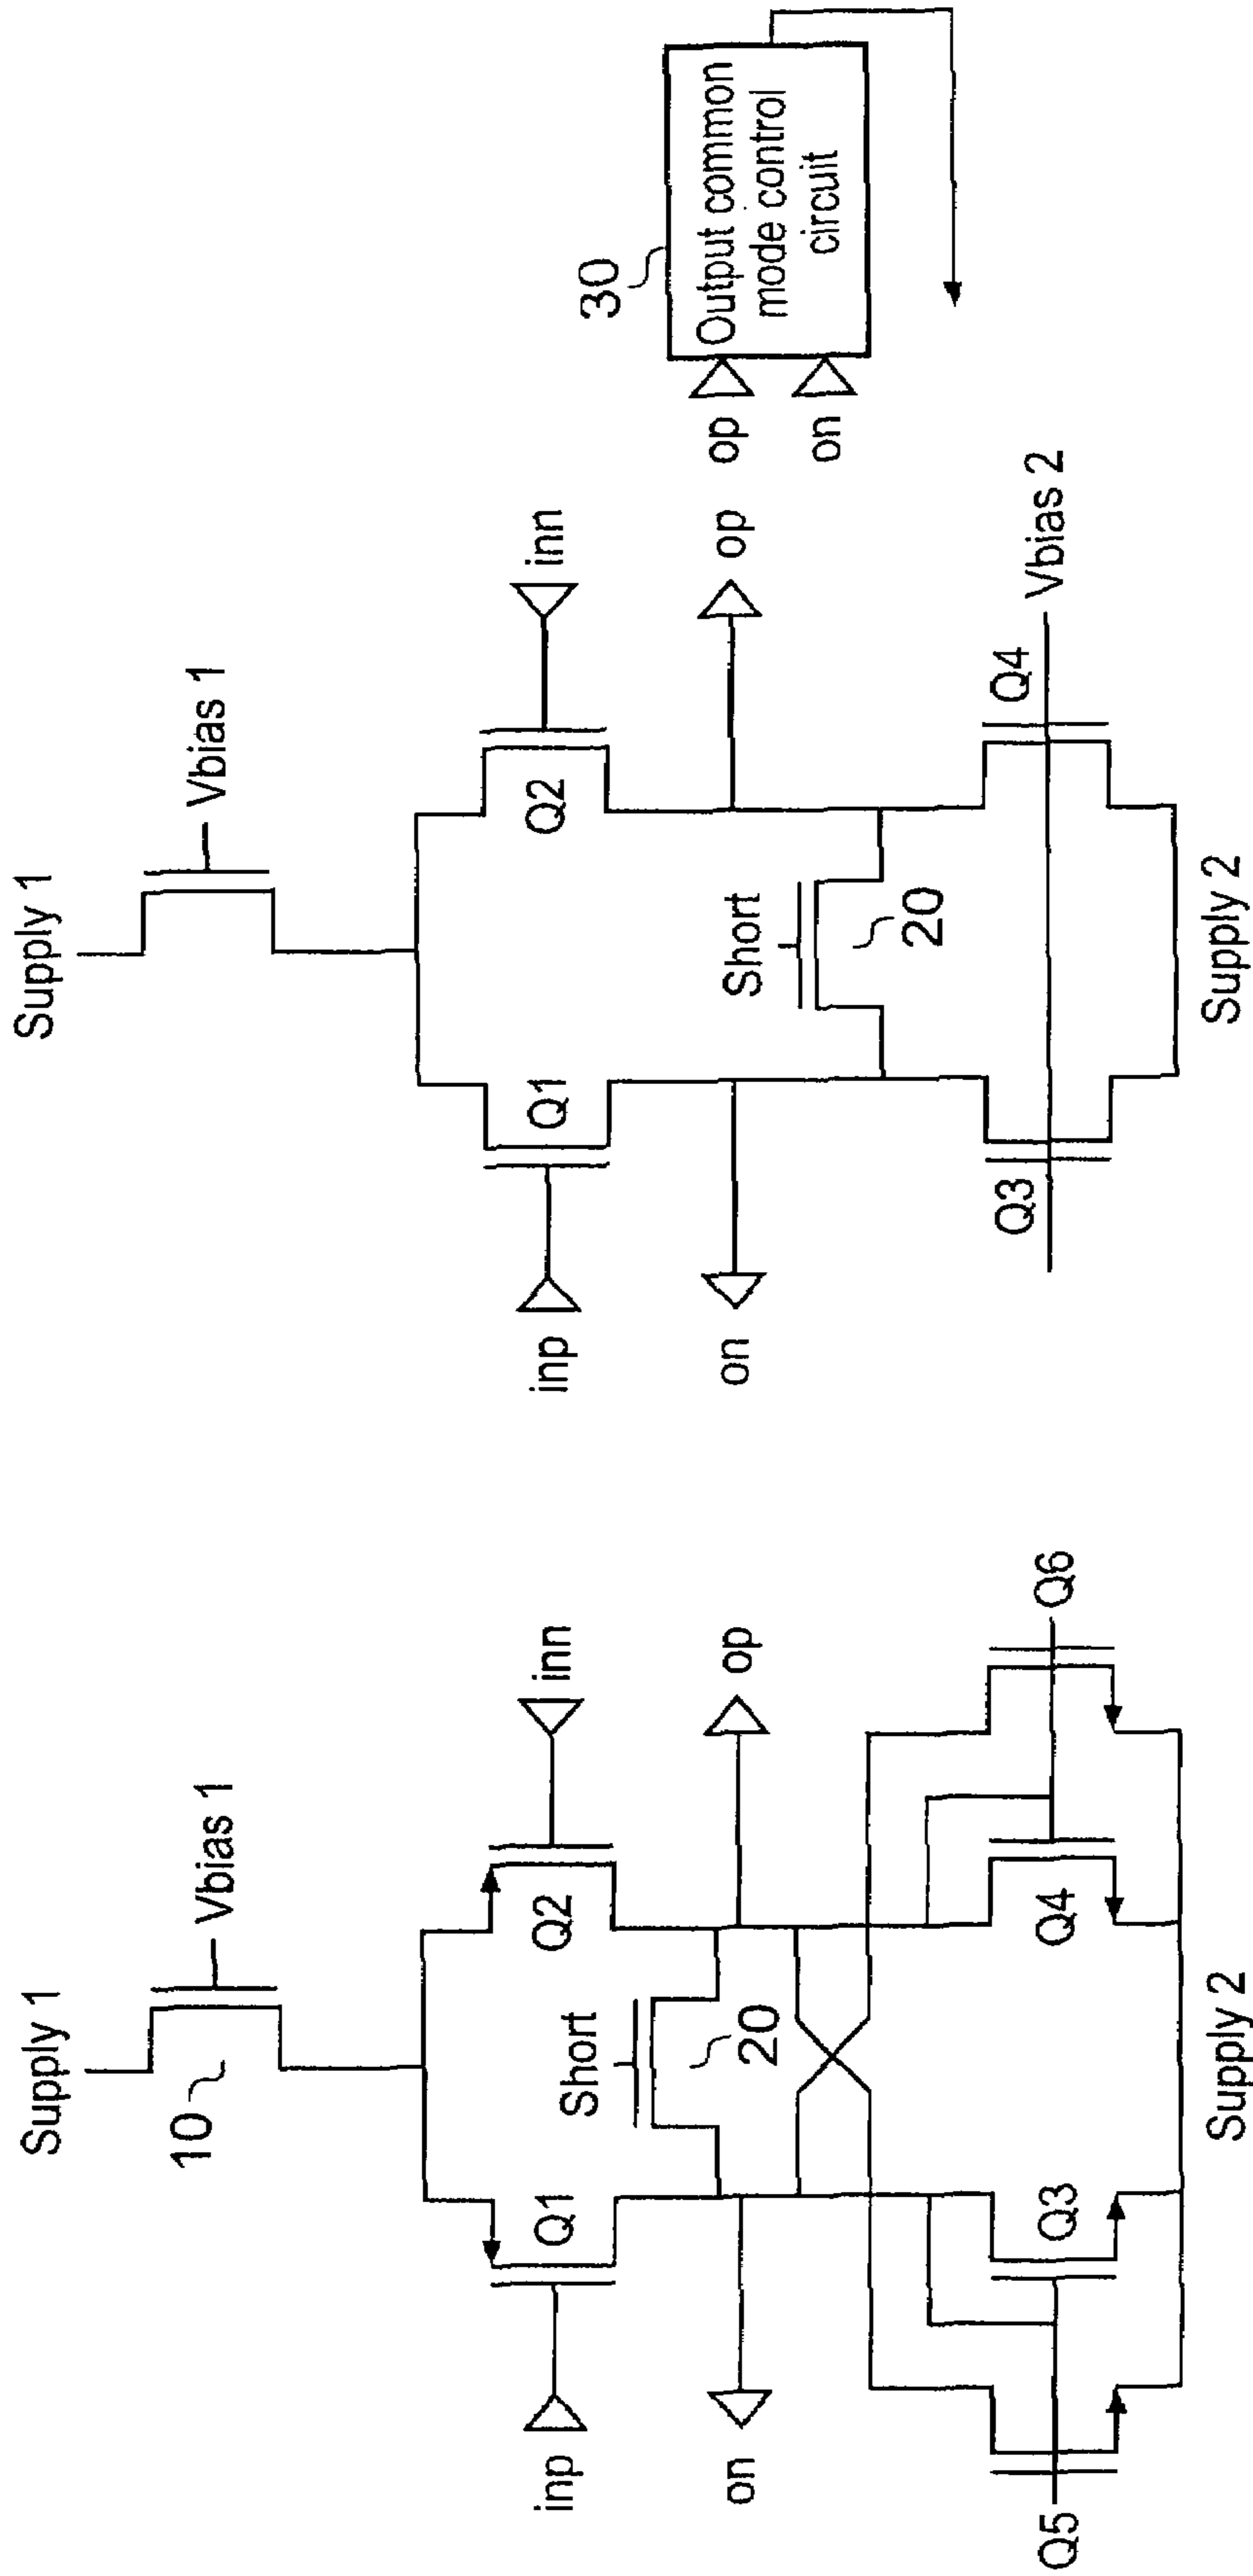 Supply 1
10
Vbias 1
Q1
Q2
inp
inn
Short
20
on
op
Q5
Q3
Q4
Q6
Supply 2
Supply 1
Vbias 1
Q1
Q2
inp
inn
on
op
Short
20
Q3
Q4
Vbias 2
Supply 2
30
op
on
Output common
mode control
circuit